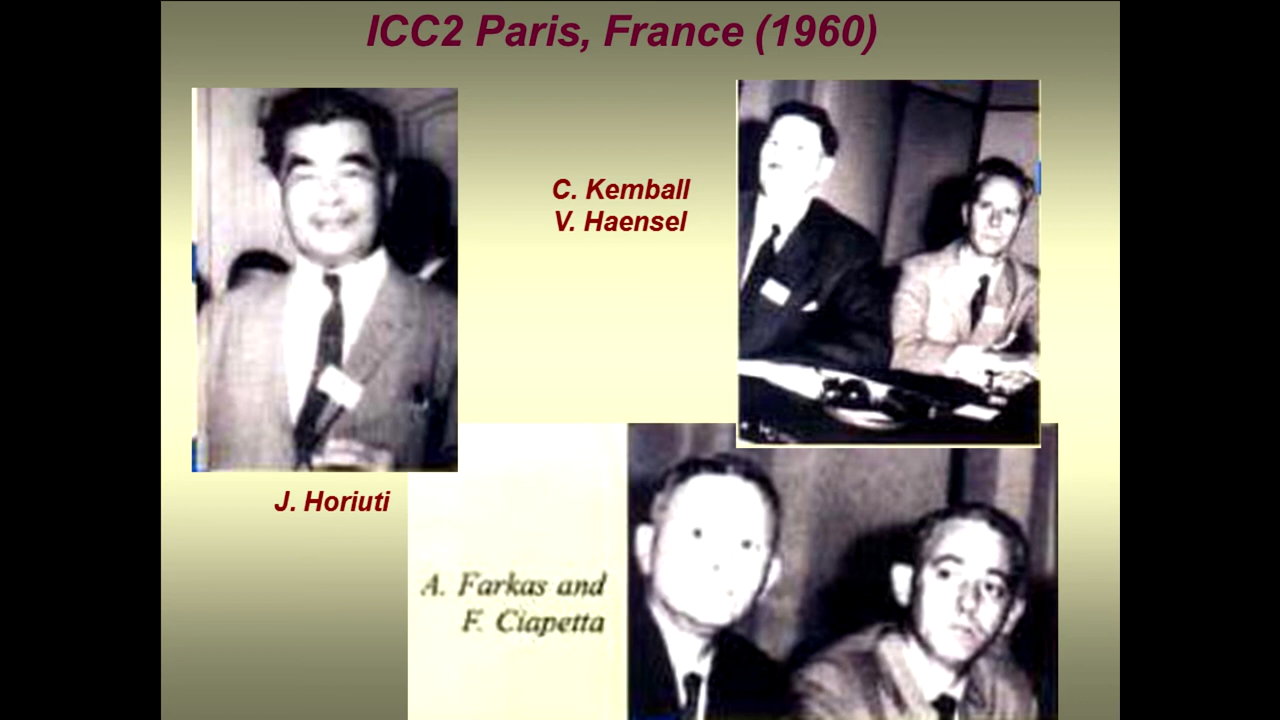 ICC2 Paris, France (1960)
C. Kemball
V. Haensel
J. Horiuti
A. Farkas and
F. Ciapetta